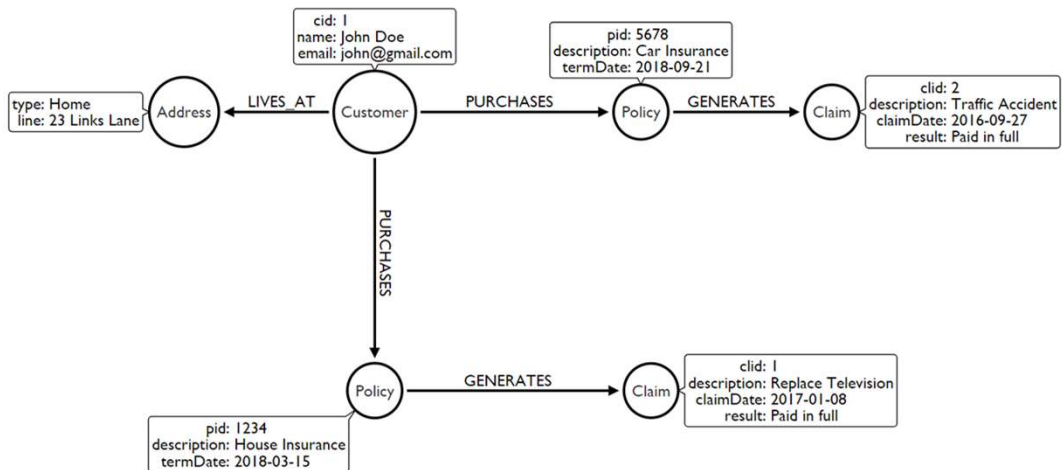 cid: 1
name: John Doe
email: john@gmail.com
pid: 5678
description: Car Insurance
termDate: 2018-09-21
type: Home
line: 23 Links Lane
Address
LIVES_AT
Customer
PURCHASES
Policy
GENERATES
Claim
clid: 2
description: Traffic Accident
claimDate: 2016-09-27
result: Paid in full
PURCHASES
Policy
GENERATES
Claim
clid: 1
description: Replace Television
claimDate: 2017-01-08
result: Paid in full
pid: 1234
description: House Insurance
termDate: 2018-03-15